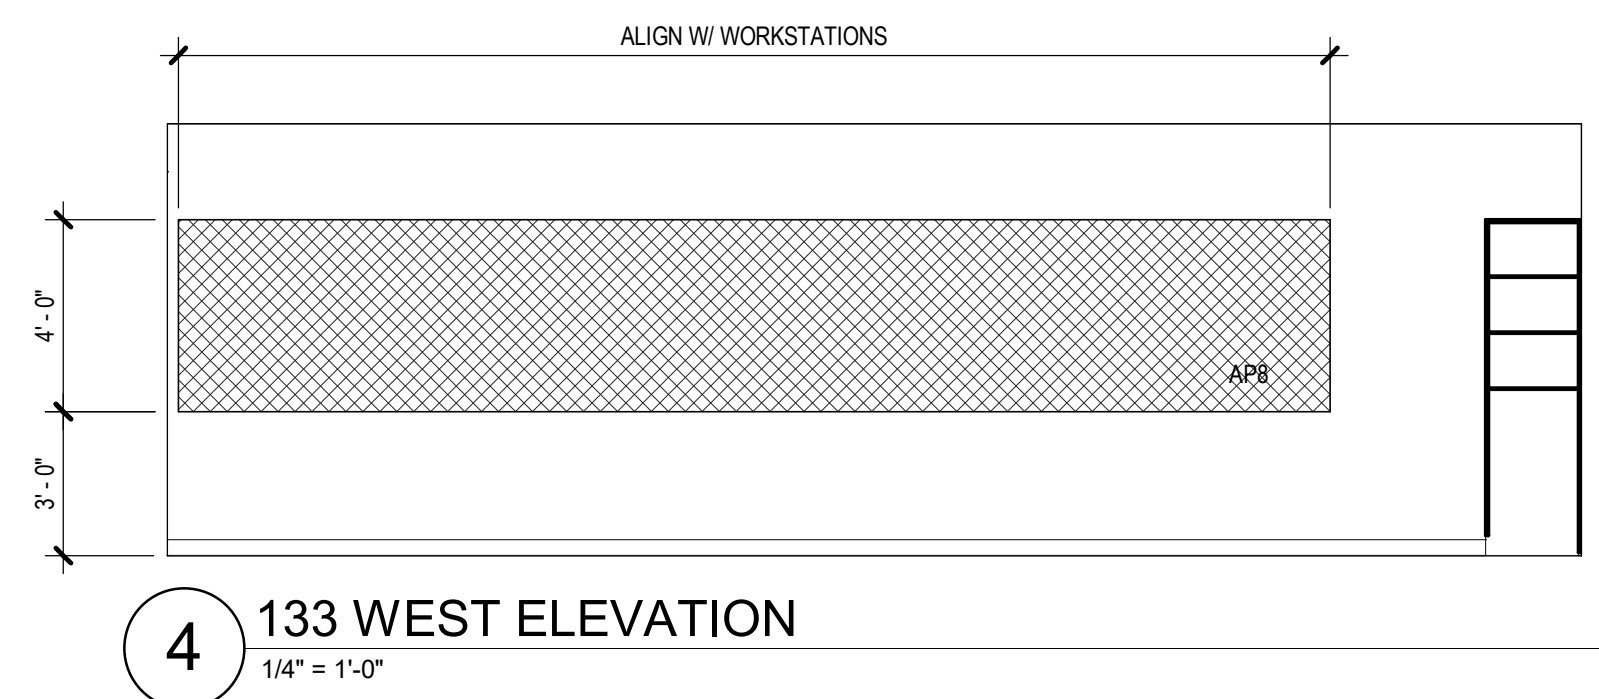 ALIGN W/ WORKSTATIONS
4' - 0"
AP8
3' - 0"
4
133 WEST ELEVATION
1/4" = 1'-0"